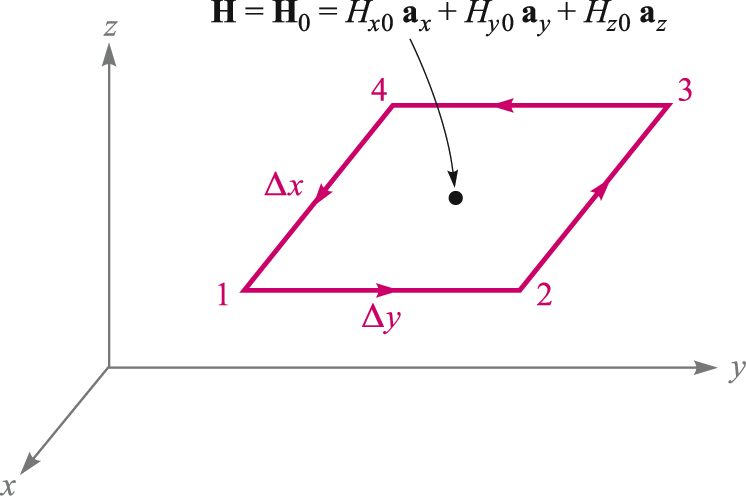 H = H0 = Hx0 ax + Hy0 ay + Hz0 az
z
4
3
Δx
1
2
Δy
y
x